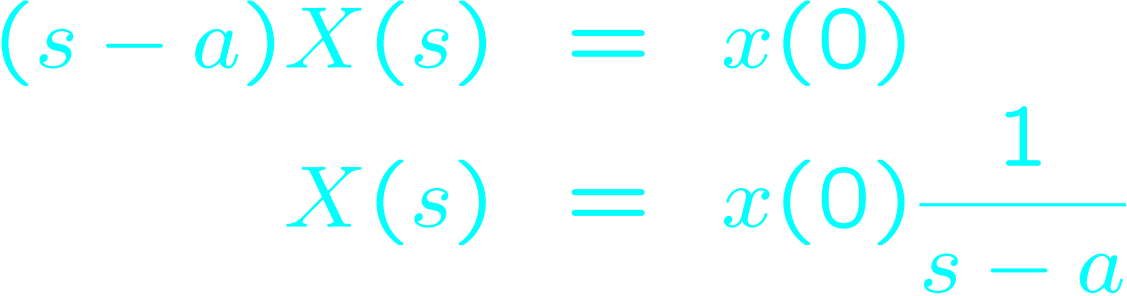 (s − a)X(s) = x(0)
X(s) = x(0) 1/(s − a)